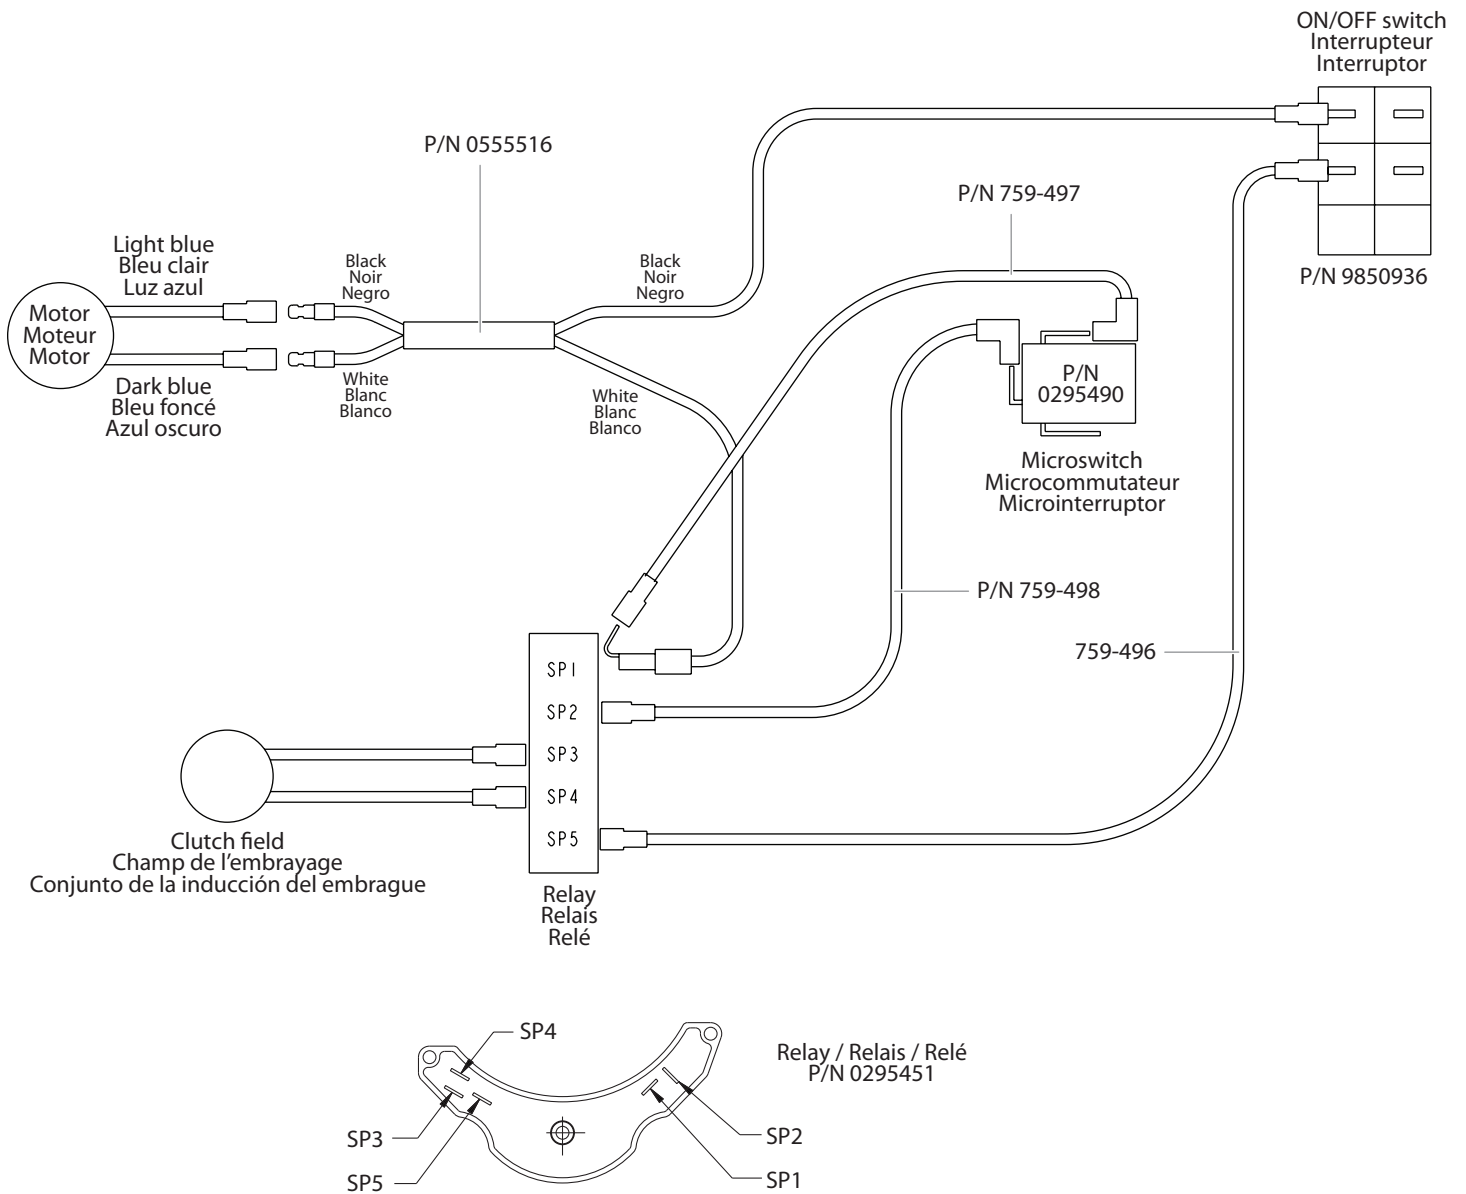 ON/OFF switch
Interrupteur
Interruptor
P/N 0555516
P/N 759-497
Light blue
Bleu clair
Luz azul
Black
Noir
Negro
Black
Noir
Negro
P/N 9850936
Motor
Moteur
Motor
P/N
0295490
Dark blue
Bleu foncé
Azul oscuro
White
Blanc
Blanco
White
Blanc
Blanco
Microswitch
Microcommutateur
Microinterruptor
P/N 759-498
759-496
SP1
SP2
SP3
SP4
SP5
Clutch field
Champ de l'embrayage
Conjunto de la inducción del embrague
Relay
Relais
Relé
SP4
Relay / Relais / Relé
P/N 0295451
SP3
SP2
SP5
SP1